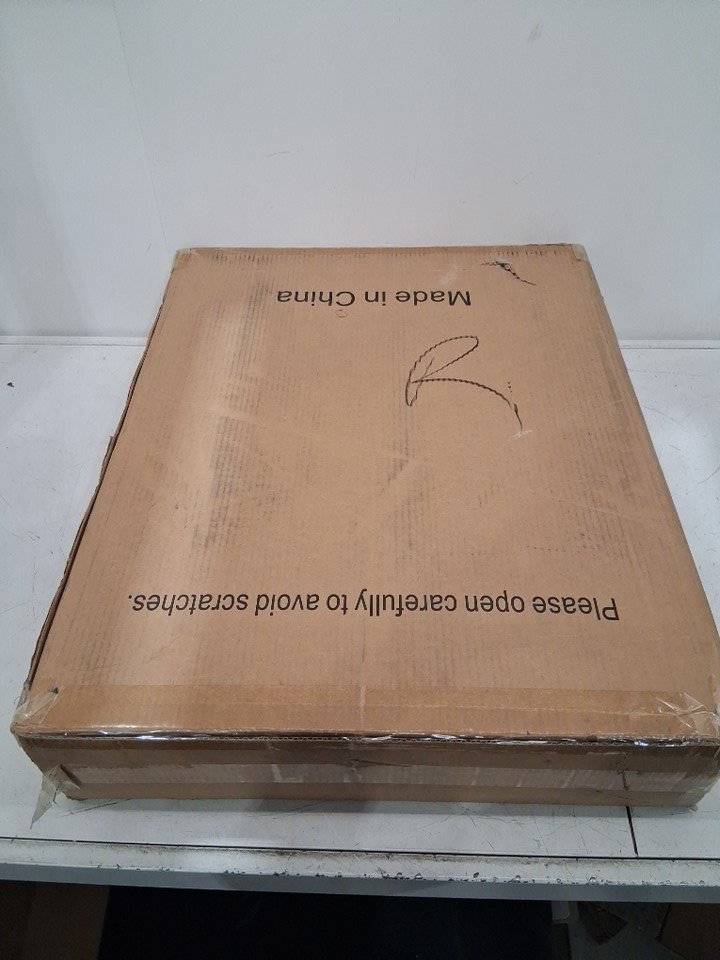 Please open carefully to avoid scratches.
Made in China
R